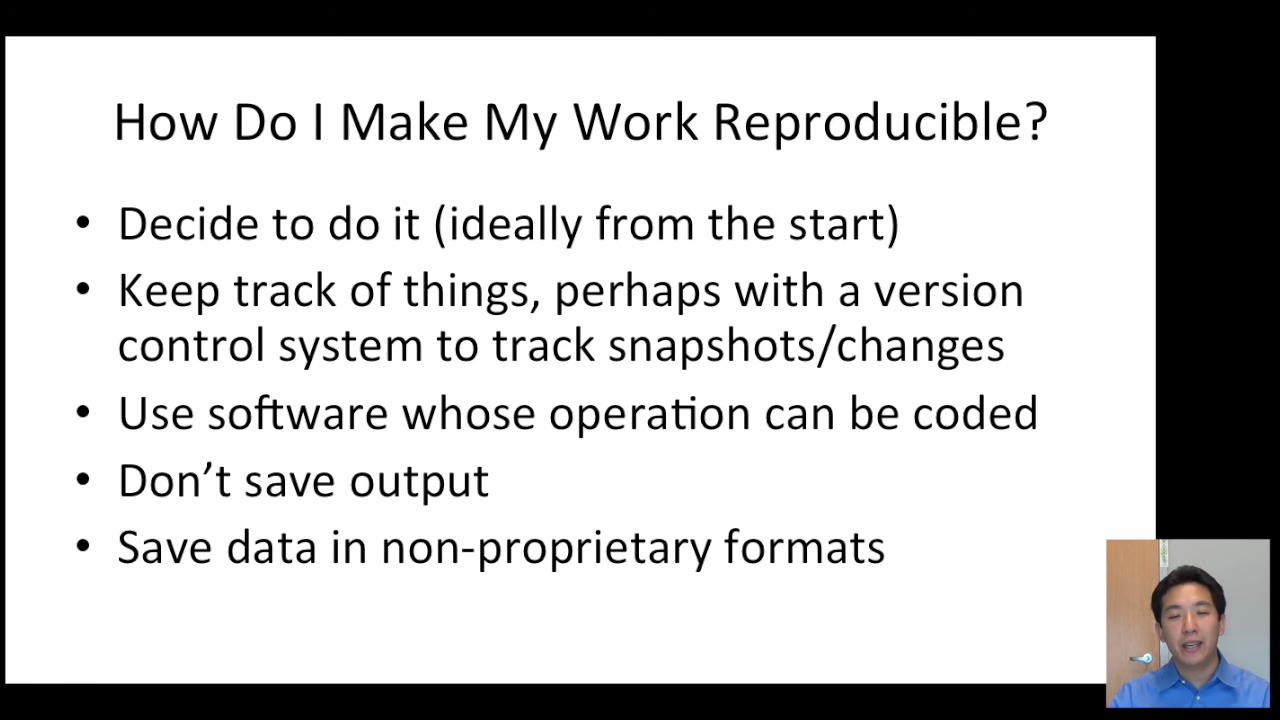 How Do I Make My Work Reproducible?
• Decide to do it (ideally from the start)
• Keep track of things, perhaps with a version
control system to track snapshots/changes
• Use software whose operation can be coded
• Don’t save output
• Save data in non-proprietary formats